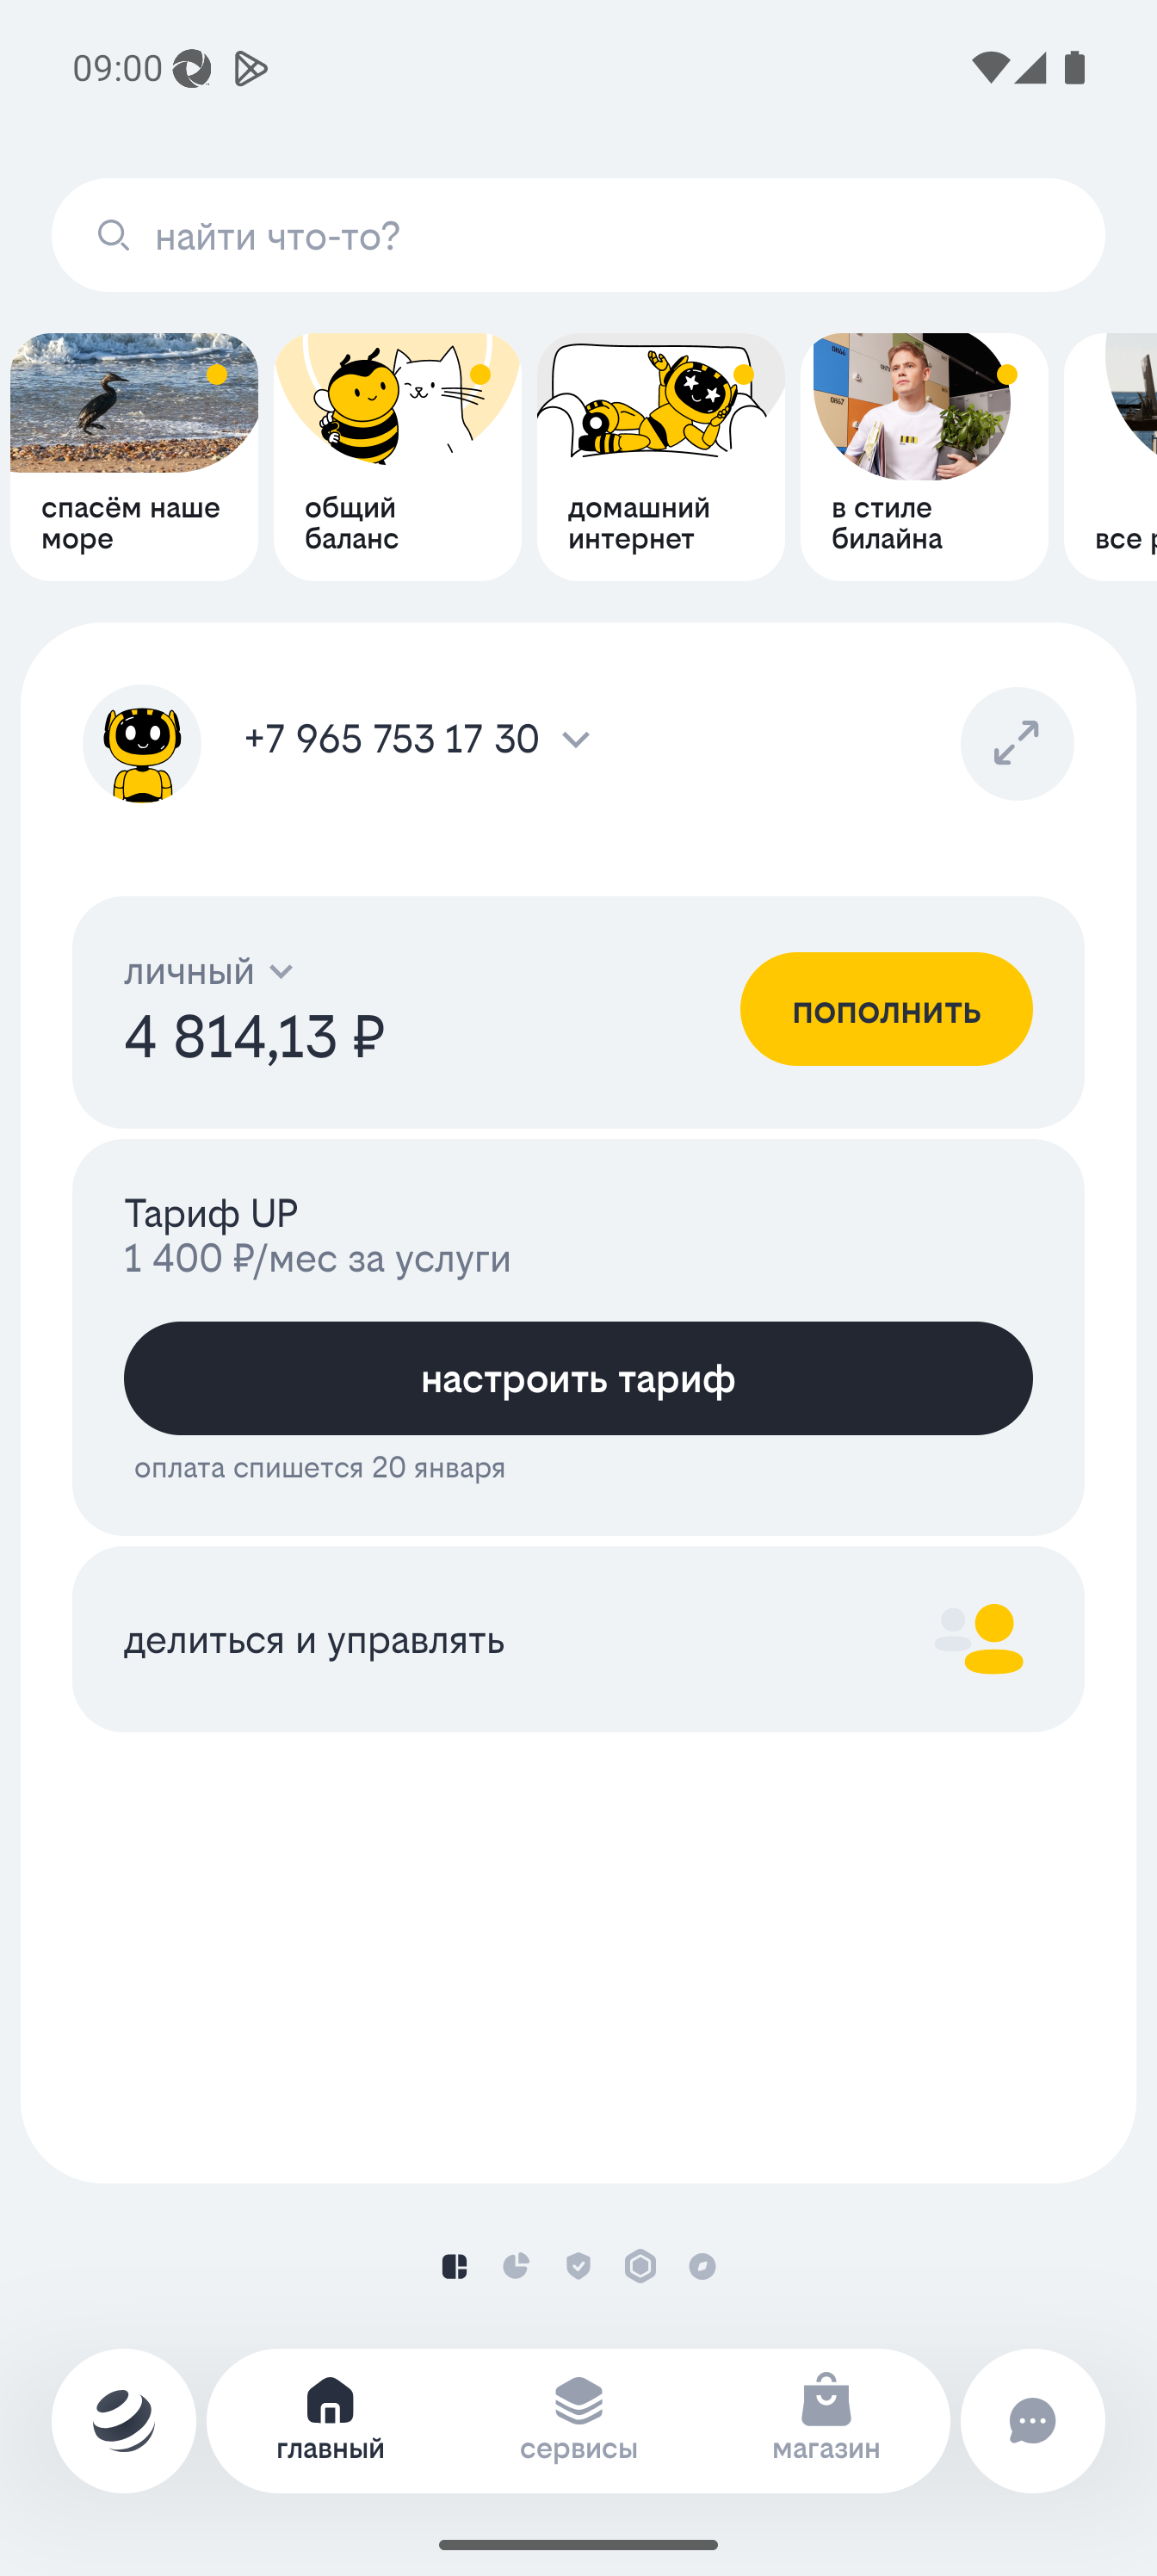 09:00
найти что-то?
спасём наше
море
общий
баланс
домашний
интернет
в стиле
билайна
все
+7 965 753 17 30
личный
4 814,13 ₽
пополнить
Тариф UP
1 400 ₽/мес за услуги
настроить тариф
оплата спишется 20 января
делиться и управлять
главный
сервисы
магазин